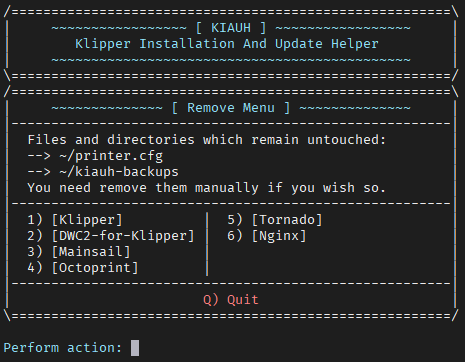 /=======================================================\
|     ~~~~~~~~~~~~~~~~~ [ KIAUH ] ~~~~~~~~~~~~~~~~~     |
|        Klipper Installation And Update Helper         |
|     ~~~~~~~~~~~~~~~~~~~~~~~~~~~~~~~~~~~~~~~~~~~~~     |
\=======================================================/
/=======================================================\
|     ~~~~~~~~~~~~~~ [ Remove Menu ] ~~~~~~~~~~~~~~     |
|-------------------------------------------------------|
|  Files and directories which remain untouched:        |
|  --> ~/printer.cfg                                    |
|  --> ~/kiauh-backups                                  |
|  You need remove them manually if you wish so.        |
|-------------------------------------------------------|
|  1) [Klipper]          |  5) [Tornado]                |
|  2) [DWC2-for-Klipper] |  6) [Nginx]                  |
|  3) [Mainsail]         |                              |
|  4) [Octoprint]        |                              |
|-------------------------------------------------------|
|                        Q) Quit                        |
\=======================================================/
Perform action: